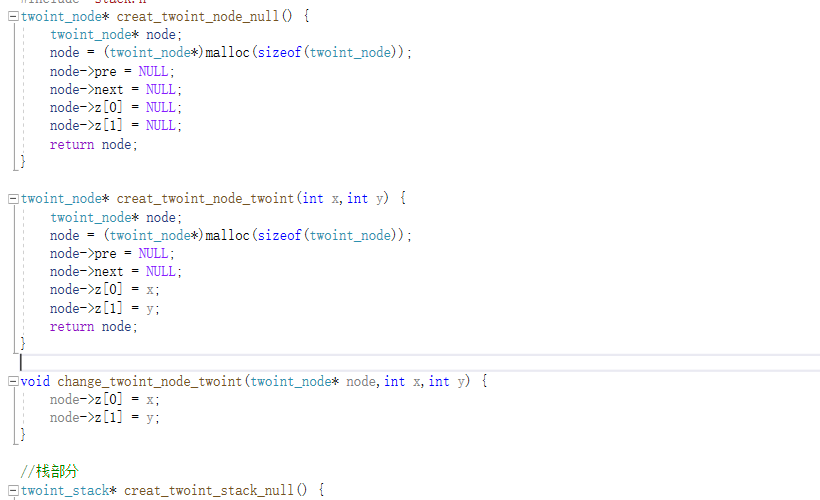 twoint_node* creat_twoint_node_null() {
    twoint_node* node;
    node = (twoint_node*)malloc(sizeof(twoint_node));
    node->pre = NULL;
    node->next = NULL;
    node->z[0] = NULL;
    node->z[1] = NULL;
    return node;
}
twoint_node* creat_twoint_node_twoint(int x,int y) {
    twoint_node* node;
    node = (twoint_node*)malloc(sizeof(twoint_node));
    node->pre = NULL;
    node->next = NULL;
    node->z[0] = x;
    node->z[1] = y;
    return node;
}
void change_twoint_node_twoint(twoint_node* node,int x,int y) {
    node->z[0] = x;
    node->z[1] = y;
}
//栈部分
twoint_stack* creat_twoint_stack_null() {